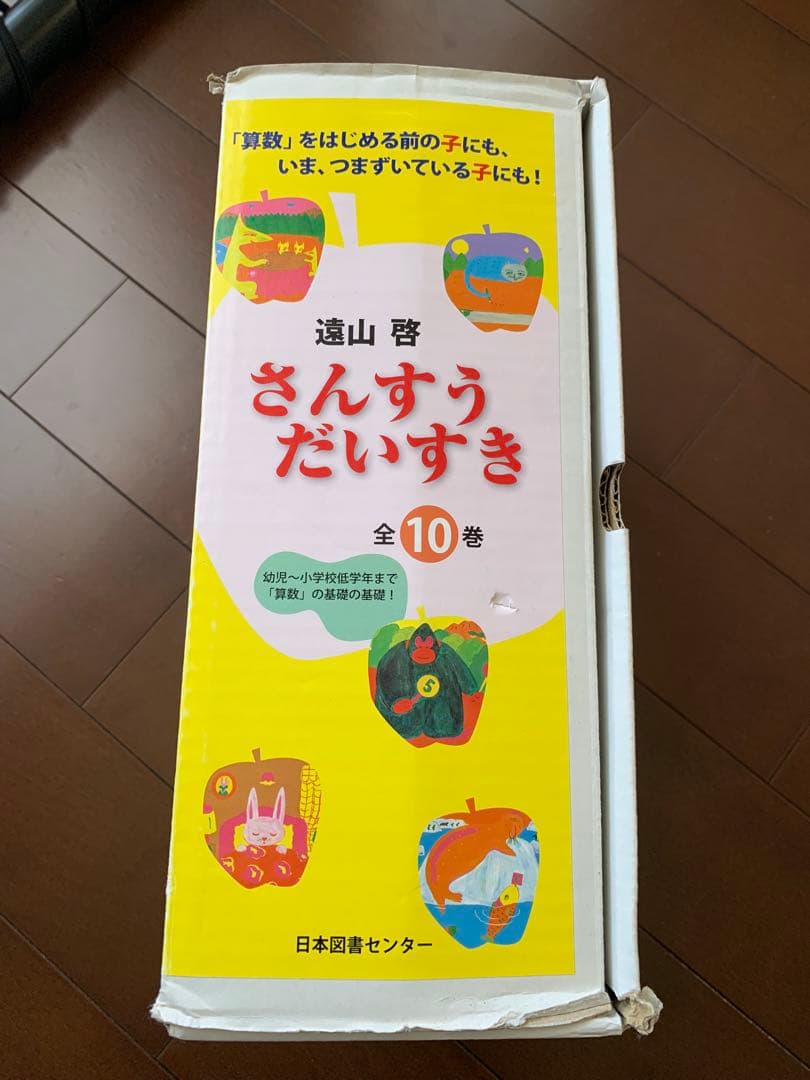 「算数」をはじめる前の子にも、
いま、つまずいている子にも!
遠山 啓
さんすう
だいすき
全10巻
幼児〜小学校低学年まで
「算数」の基礎の基礎!
5
日本図書センター